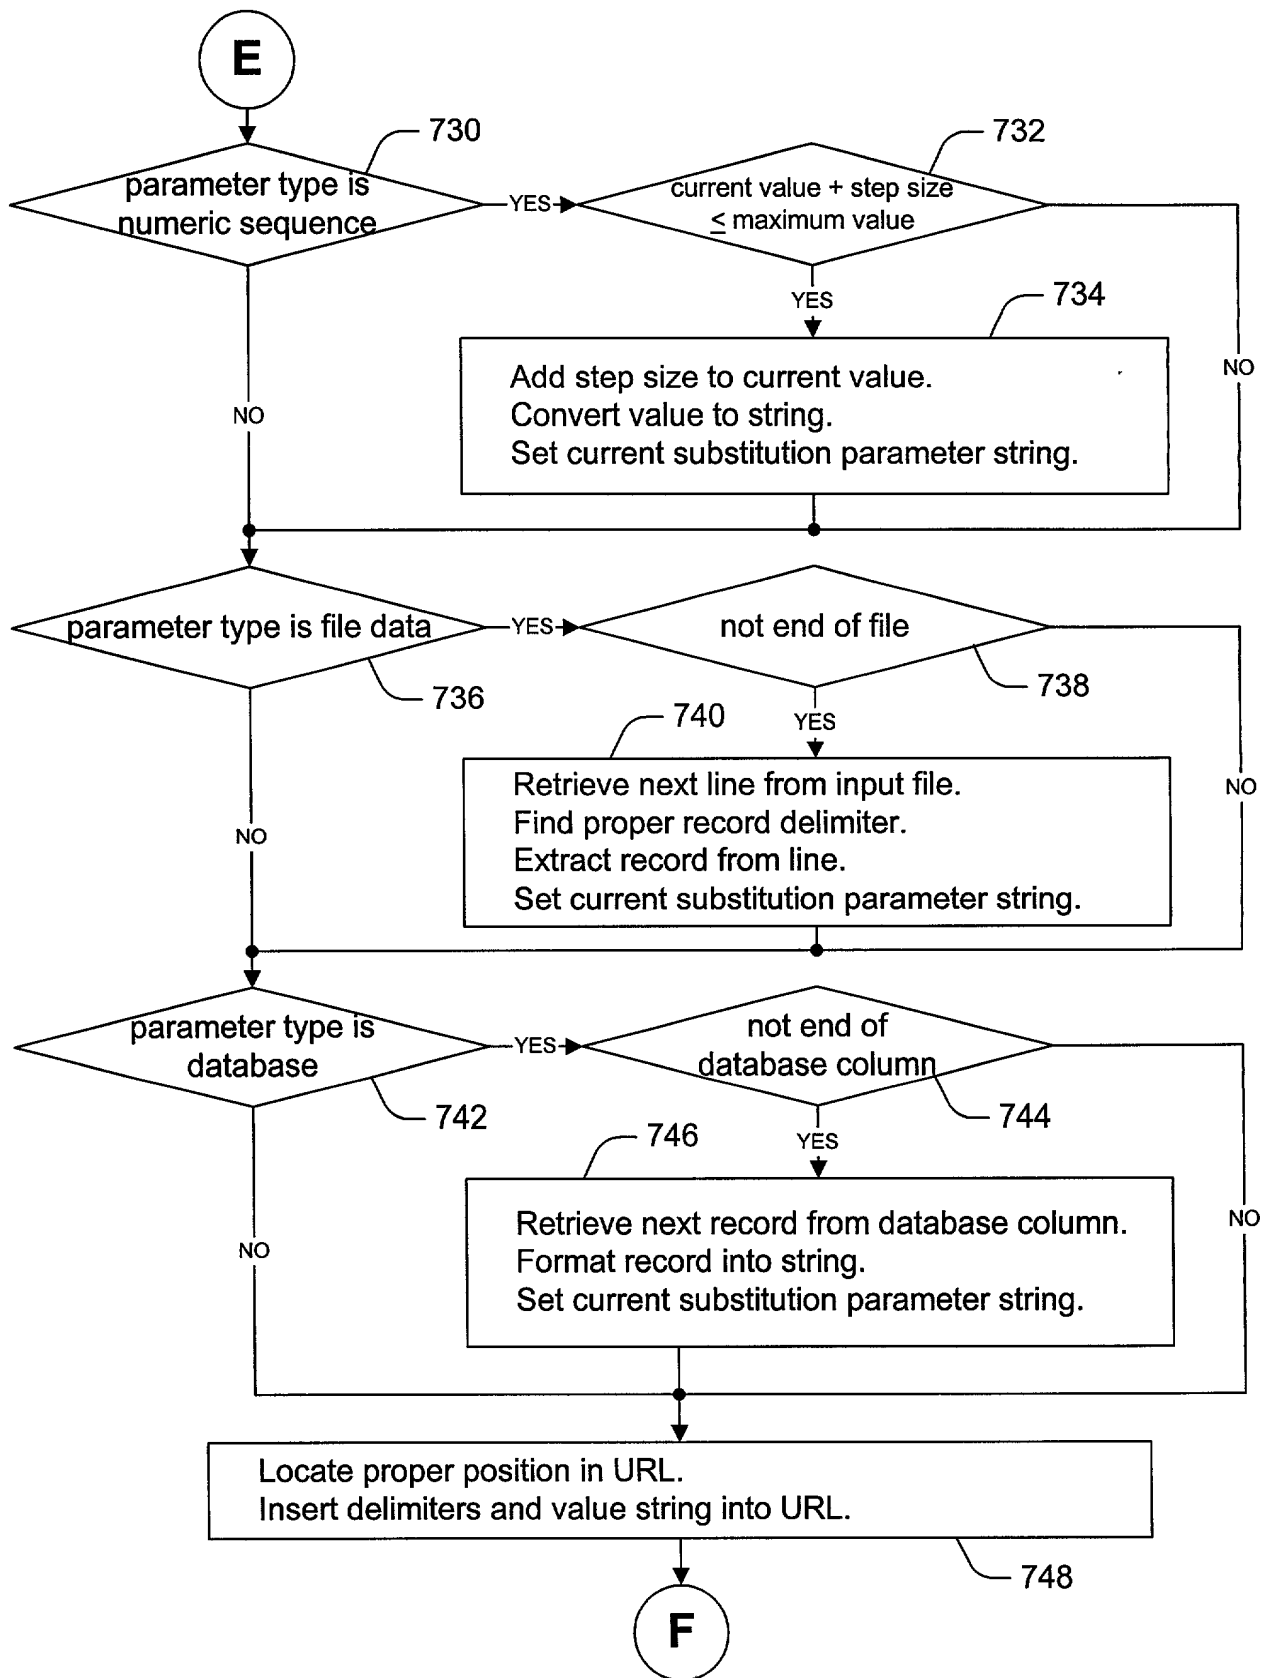 E
730
parameter type is
numeric sequence
YES
732
current value + step size
≤ maximum value
YES
NO
734
Add step size to current value.
Convert value to string.
Set current substitution parameter string.
NO
parameter type is file data
736
YES
not end of file
738
YES
NO
740
Retrieve next line from input file.
Find proper record delimiter.
Extract record from line.
Set current substitution parameter string.
NO
parameter type is
database
742
YES
not end of
database column
744
YES
NO
746
Retrieve next record from database column.
Format record into string.
Set current substitution parameter string.
NO
Locate proper position in URL.
Insert delimiters and value string into URL.
748
F